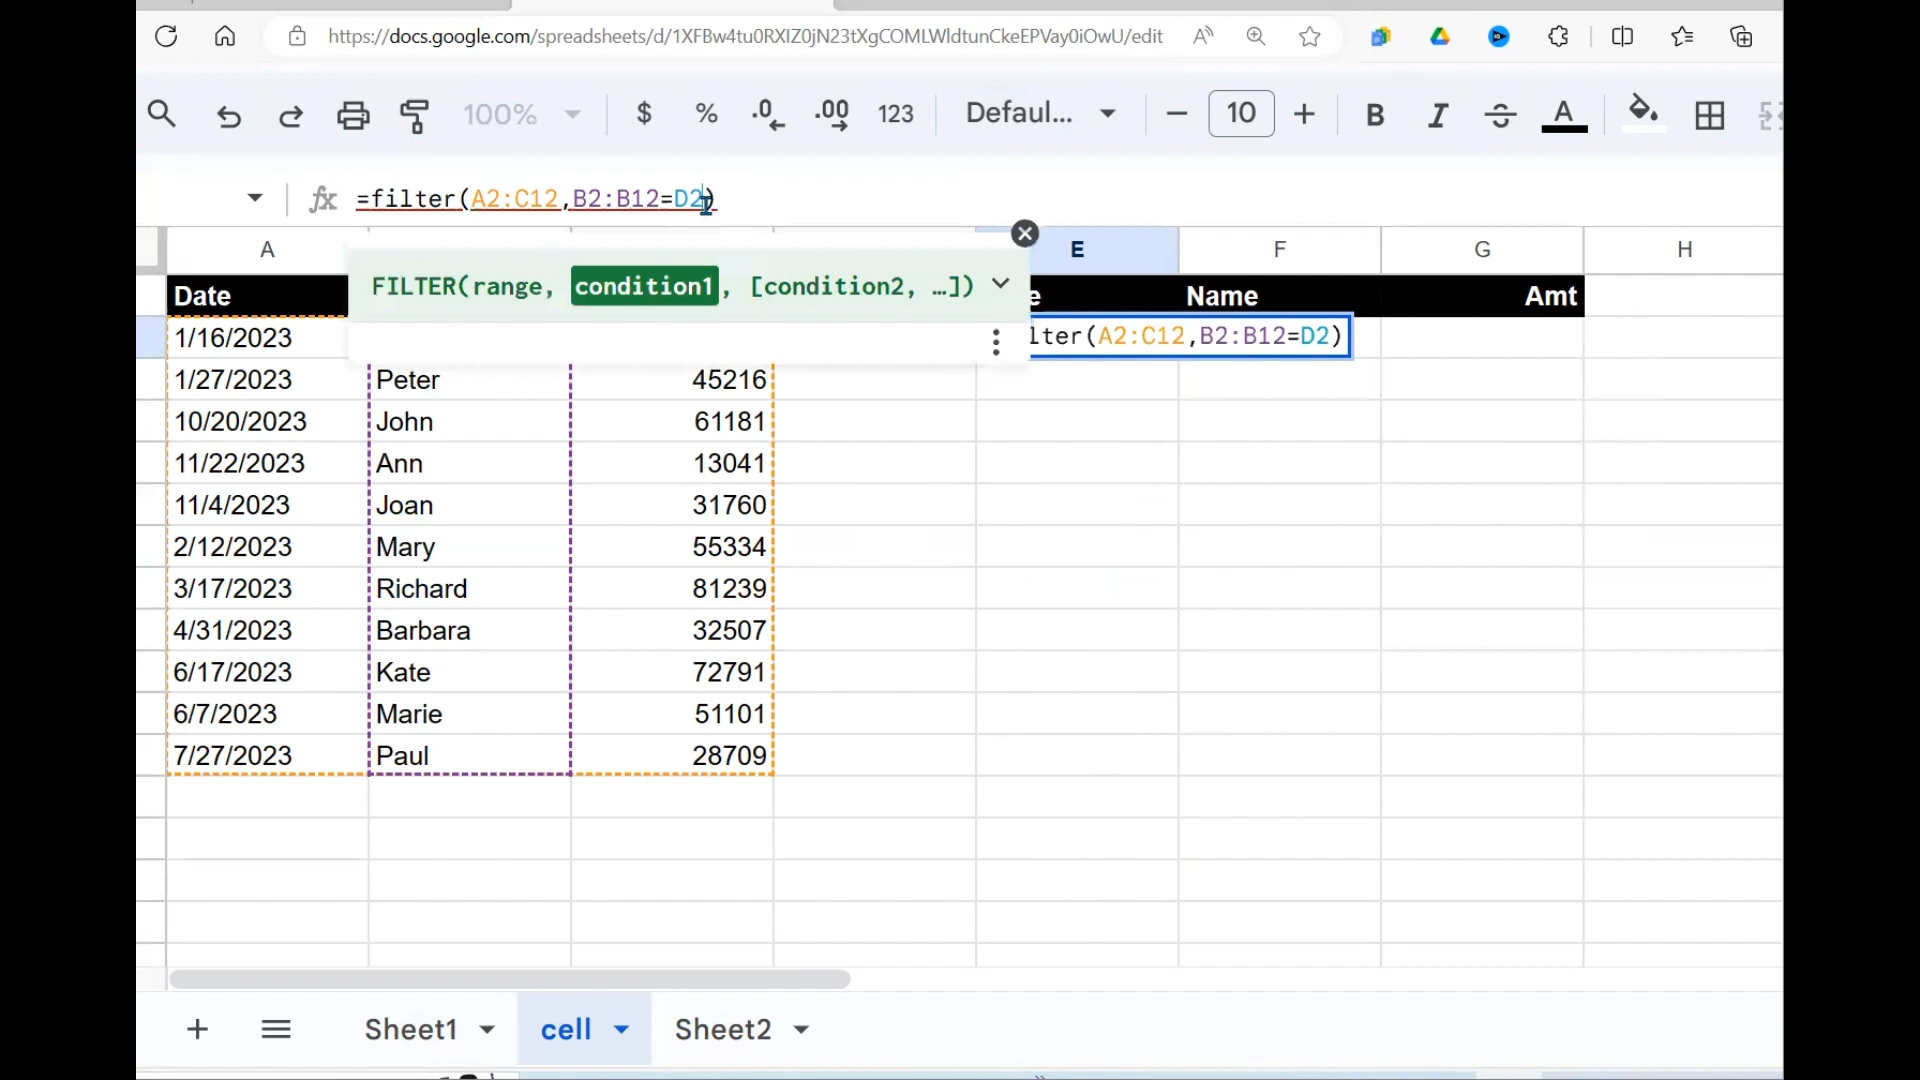 https://docs.google.com/spreadsheets/d/1XFBw4tu0RXIZ0jN23tXgCOMLWldtunCkeEPVay0iOwU/edit
100% $ % .0 .00 123 Defaul... − 10 + B I A
fx =filter(A2:C12,B2:B12=D2)
A E F G H
FILTER(range, condition1, [condition2, …])
Date e Name Amt
1/16/2023 lter(A2:C12,B2:B12=D2)
1/27/2023 Peter 45216
10/20/2023 John 61181
11/22/2023 Ann 13041
11/4/2023 Joan 31760
2/12/2023 Mary 55334
3/17/2023 Richard 81239
4/31/2023 Barbara 32507
6/17/2023 Kate 72791
6/7/2023 Marie 51101
7/27/2023 Paul 28709
+ Sheet1 cell Sheet2